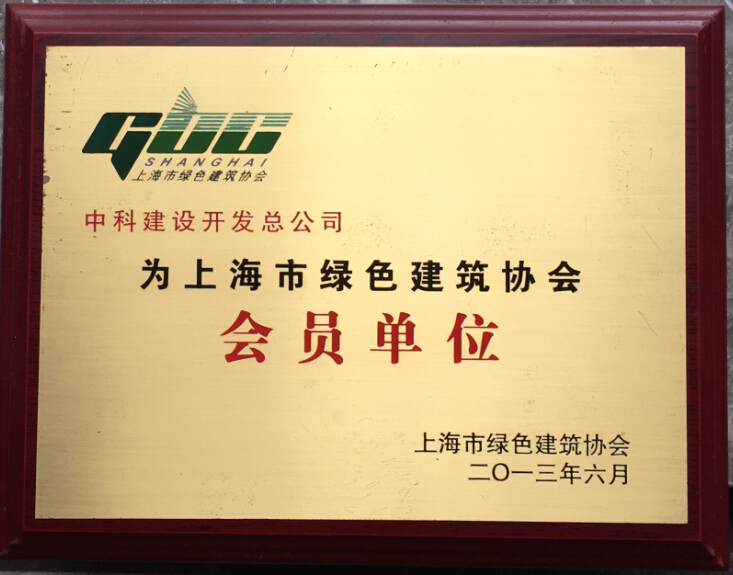 GBC
SHANGHAI
上海市绿色建筑协会
中科建设开发总公司
为上海市绿色建筑协会
会员单位
上海市绿色建筑协会
二〇一三年六月